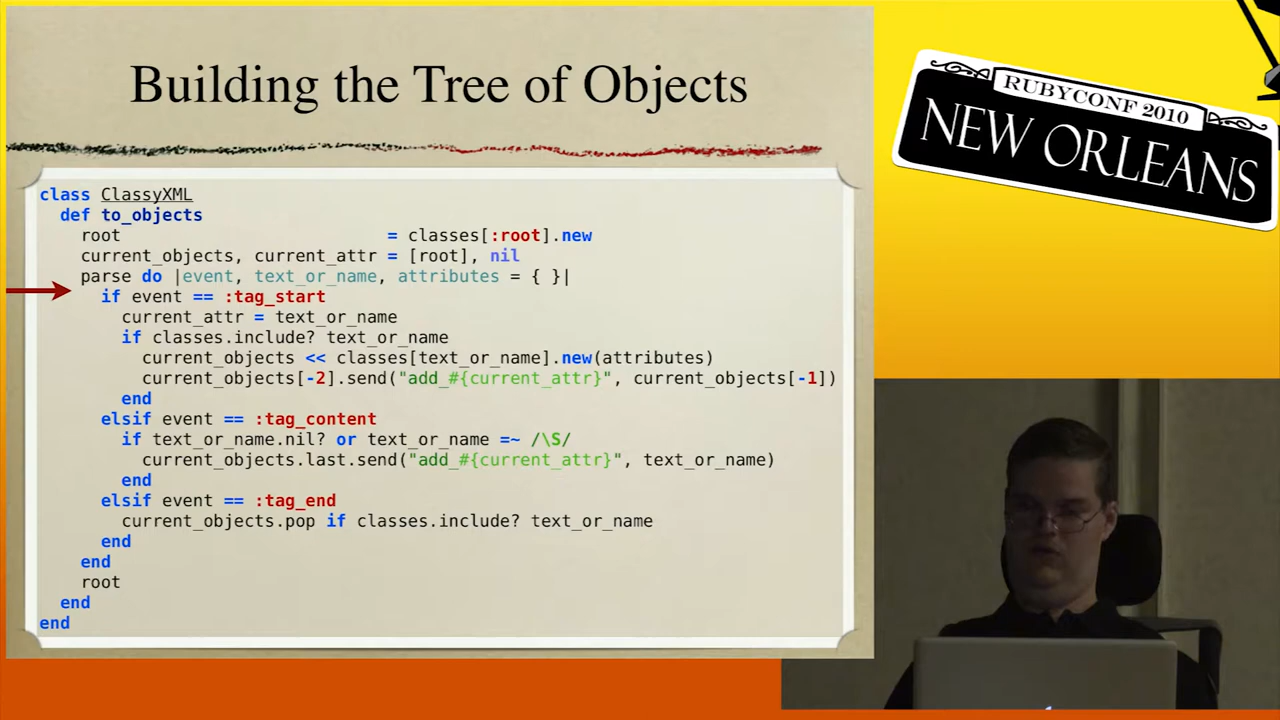 Building the Tree of Objects
class ClassyXML
def to_objects
root = classes[:root].new
current_objects, current_attr = [root], nil
parse do |event, text_or_name, attributes = { }|
if event == :tag_start
current_attr = text_or_name
if classes.include? text_or_name
current_objects << classes[text_or_name].new(attributes)
current_objects[-2].send("add_#{current_attr}", current_objects[-1])
end
elsif event == :tag_content
if text_or_name.nil? or text_or_name =~ /\S/
current_objects.last.send("add_#{current_attr}", text_or_name)
end
elsif event == :tag_end
current_objects.pop if classes.include? text_or_name
end
end
root
end
end
RUBYCONF 2010
NEW ORLEANS